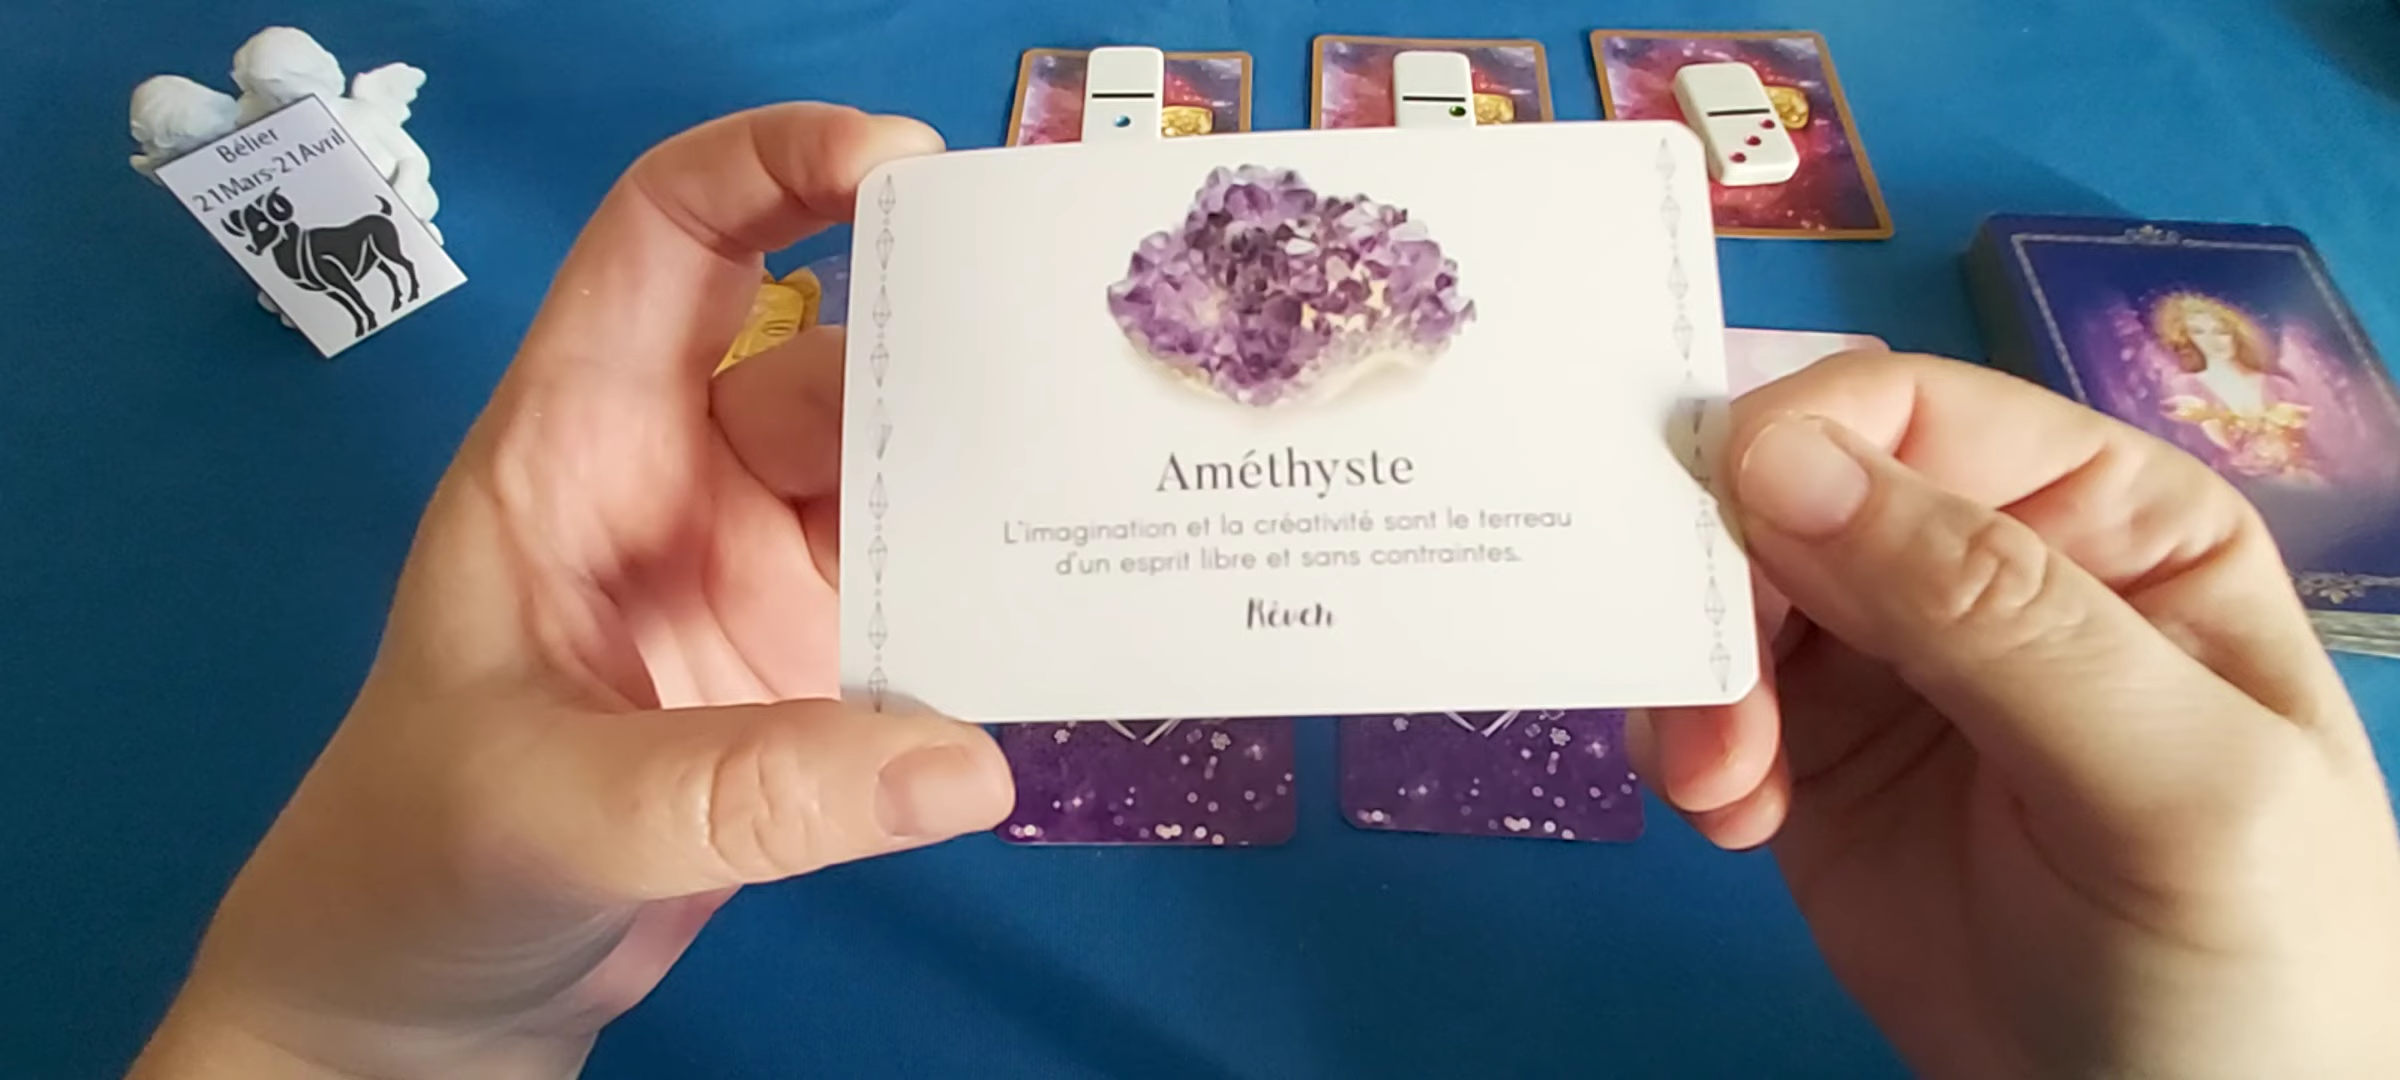 Bélier
21Mars-21Avril
Améthyste
L'imagination et la créativité sont le terreau
d'un esprit libre et sans contraintes.
Rêver